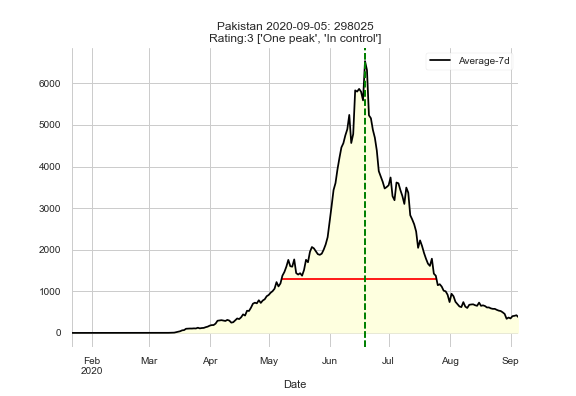 Pakistan 2020-09-05: 298025
Rating:3 ['One peak', 'In control']
Average-7d
6000
5000
4000
3000
2000
1000
0
Feb Mar Apr May Jun Jul Aug Sep
2020
Date